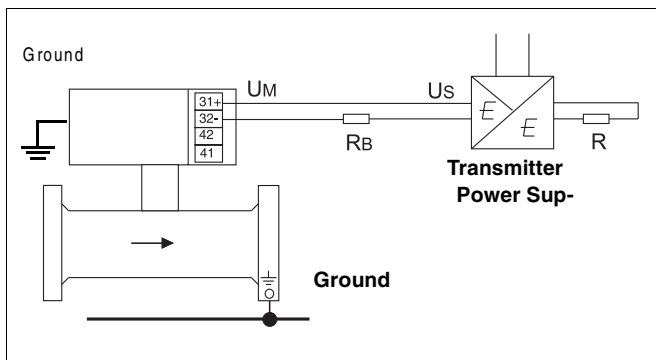 Ground
31+
32-
42
41
UM
US
RB
R
E
E
Transmitter
Power Sup-
Ground